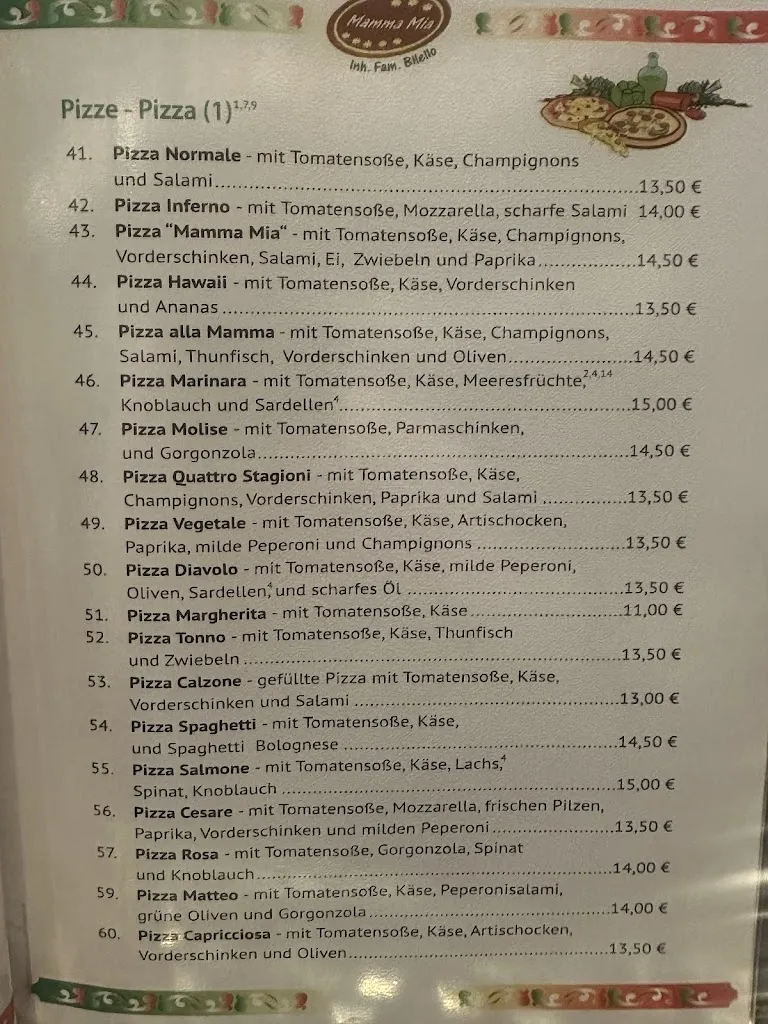 Mamma Mia
Inh. Fam. Bilello
Pizze - Pizza (1)1,7,9
41. Pizza Normale - mit Tomatensoße, Käse, Champignons
und Salami.....13,50 €
42. Pizza Inferno - mit Tomatensoße, Mozzarella, scharfe Salami 14,00 €
43. Pizza "Mamma Mia" - mit Tomatensoße, Käse, Champignons,
Vorderschinken, Salami, Ei, Zwiebeln und Paprika.....14,50 €
44. Pizza Hawaii - mit Tomatensoße, Käse, Vorderschinken
und Ananas.....13,50 €
45. Pizza alla Mamma - mit Tomatensoße, Käse, Champignons,
Salami, Thunfisch, Vorderschinken und Oliven.....14,50 €
46. Pizza Marinara - mit Tomatensoße, Käse, Meeresfrüchte,2,4,14
Knoblauch und Sardellen4.....15,00 €
47. Pizza Molise - mit Tomatensoße, Parmaschinken,
und Gorgonzola.....14,50 €
48. Pizza Quattro Stagioni - mit Tomatensoße, Käse,
Champignons, Vorderschinken, Paprika und Salami.....13,50 €
49. Pizza Vegetale - mit Tomatensoße, Käse, Artischocken,
Paprika, milde Peperoni und Champignons.....13,50 €
50. Pizza Diavolo - mit Tomatensoße, Käse, milde Peperoni,
Oliven, Sardellen,4 und scharfes Öl.....13,50 €
51. Pizza Margherita - mit Tomatensoße, Käse.....11,00 €
52. Pizza Tonno - mit Tomatensoße, Käse, Thunfisch
und Zwiebeln.....13,50 €
53. Pizza Calzone - gefüllte Pizza mit Tomatensoße, Käse,
Vorderschinken und Salami.....13,00 €
54. Pizza Spaghetti - mit Tomatensoße, Käse,
und Spaghetti Bolognese.....14,50 €
55. Pizza Salmone - mit Tomatensoße, Käse, Lachs,4
Spinat, Knoblauch.....15,00 €
56. Pizza Cesare - mit Tomatensoße, Mozzarella, frischen Pilzen,
Paprika, Vorderschinken und milden Peperoni.....13,50 €
57. Pizza Rosa - mit Tomatensoße, Gorgonzola, Spinat
und Knoblauch.....14,00 €
59. Pizza Matteo - mit Tomatensoße, Käse, Peperonisalami,
grüne Oliven und Gorgonzola.....14,00 €
60. Pizza Capricciosa - mit Tomatensoße, Käse, Artischocken,
Vorderschinken und Oliven.....13,50 €